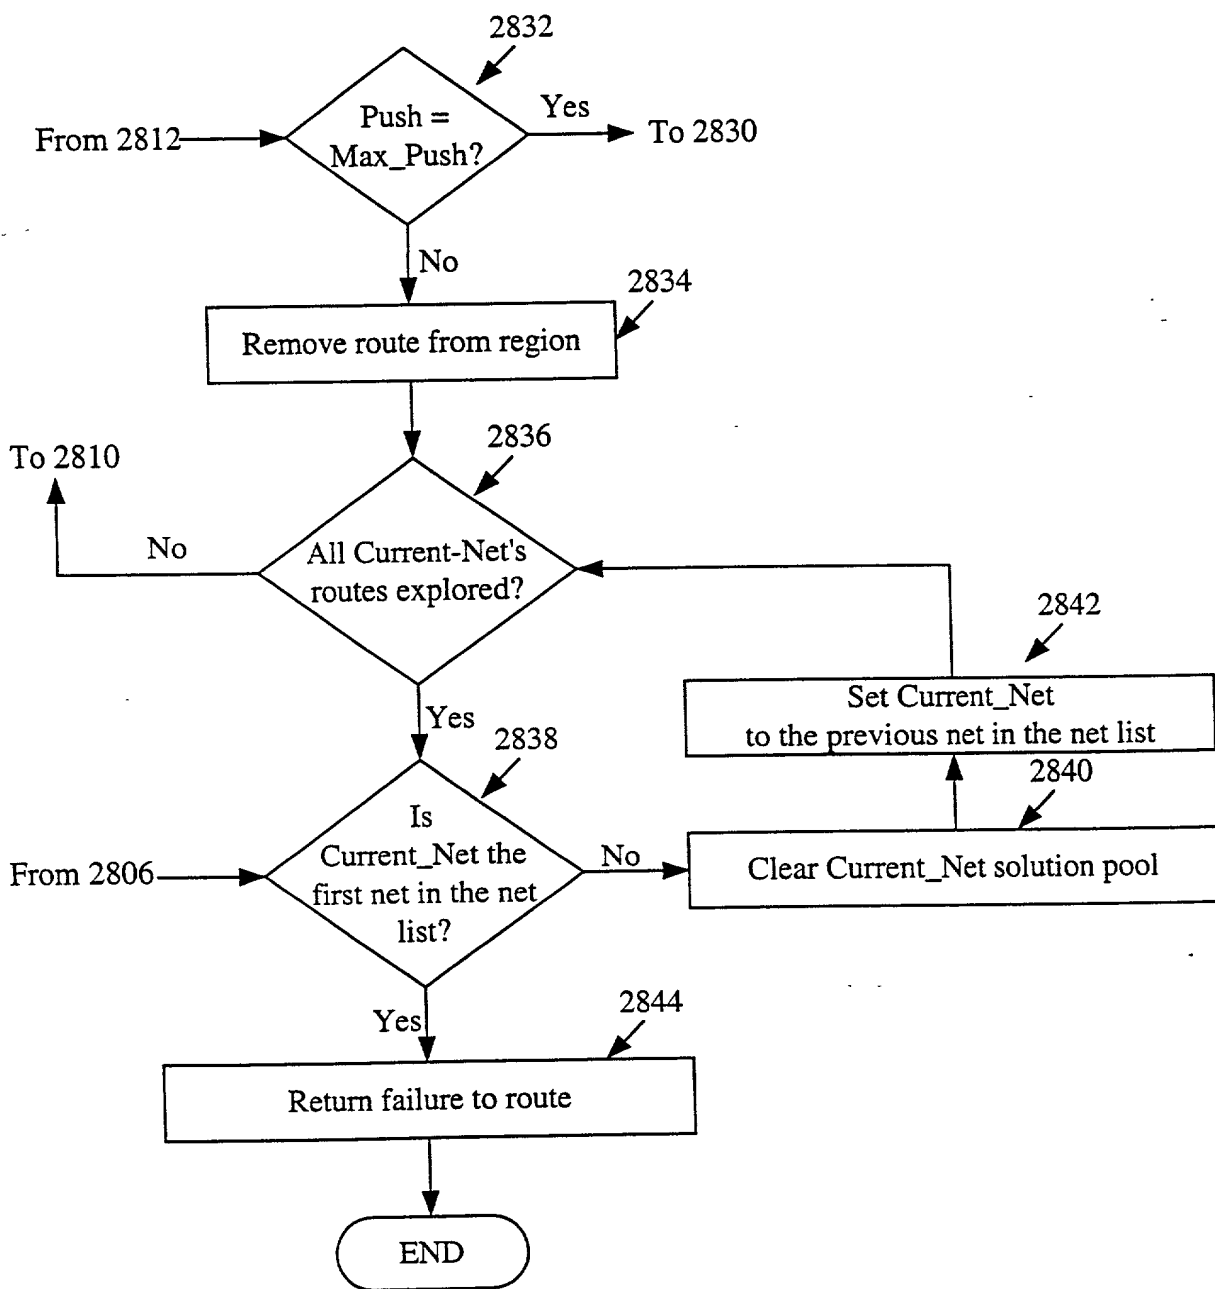 2832
Push =
Max_Push?
Yes
From 2812
To 2830
No
2834
Remove route from region
2836
To 2810
No
All Current-Net's
routes explored?
2842
Set Current_Net
to the previous net in the net list
Yes
2838
2840
Is
Current_Net the
first net in the net
list?
From 2806
No
Clear Current_Net solution pool
Yes
2844
Return failure to route
END